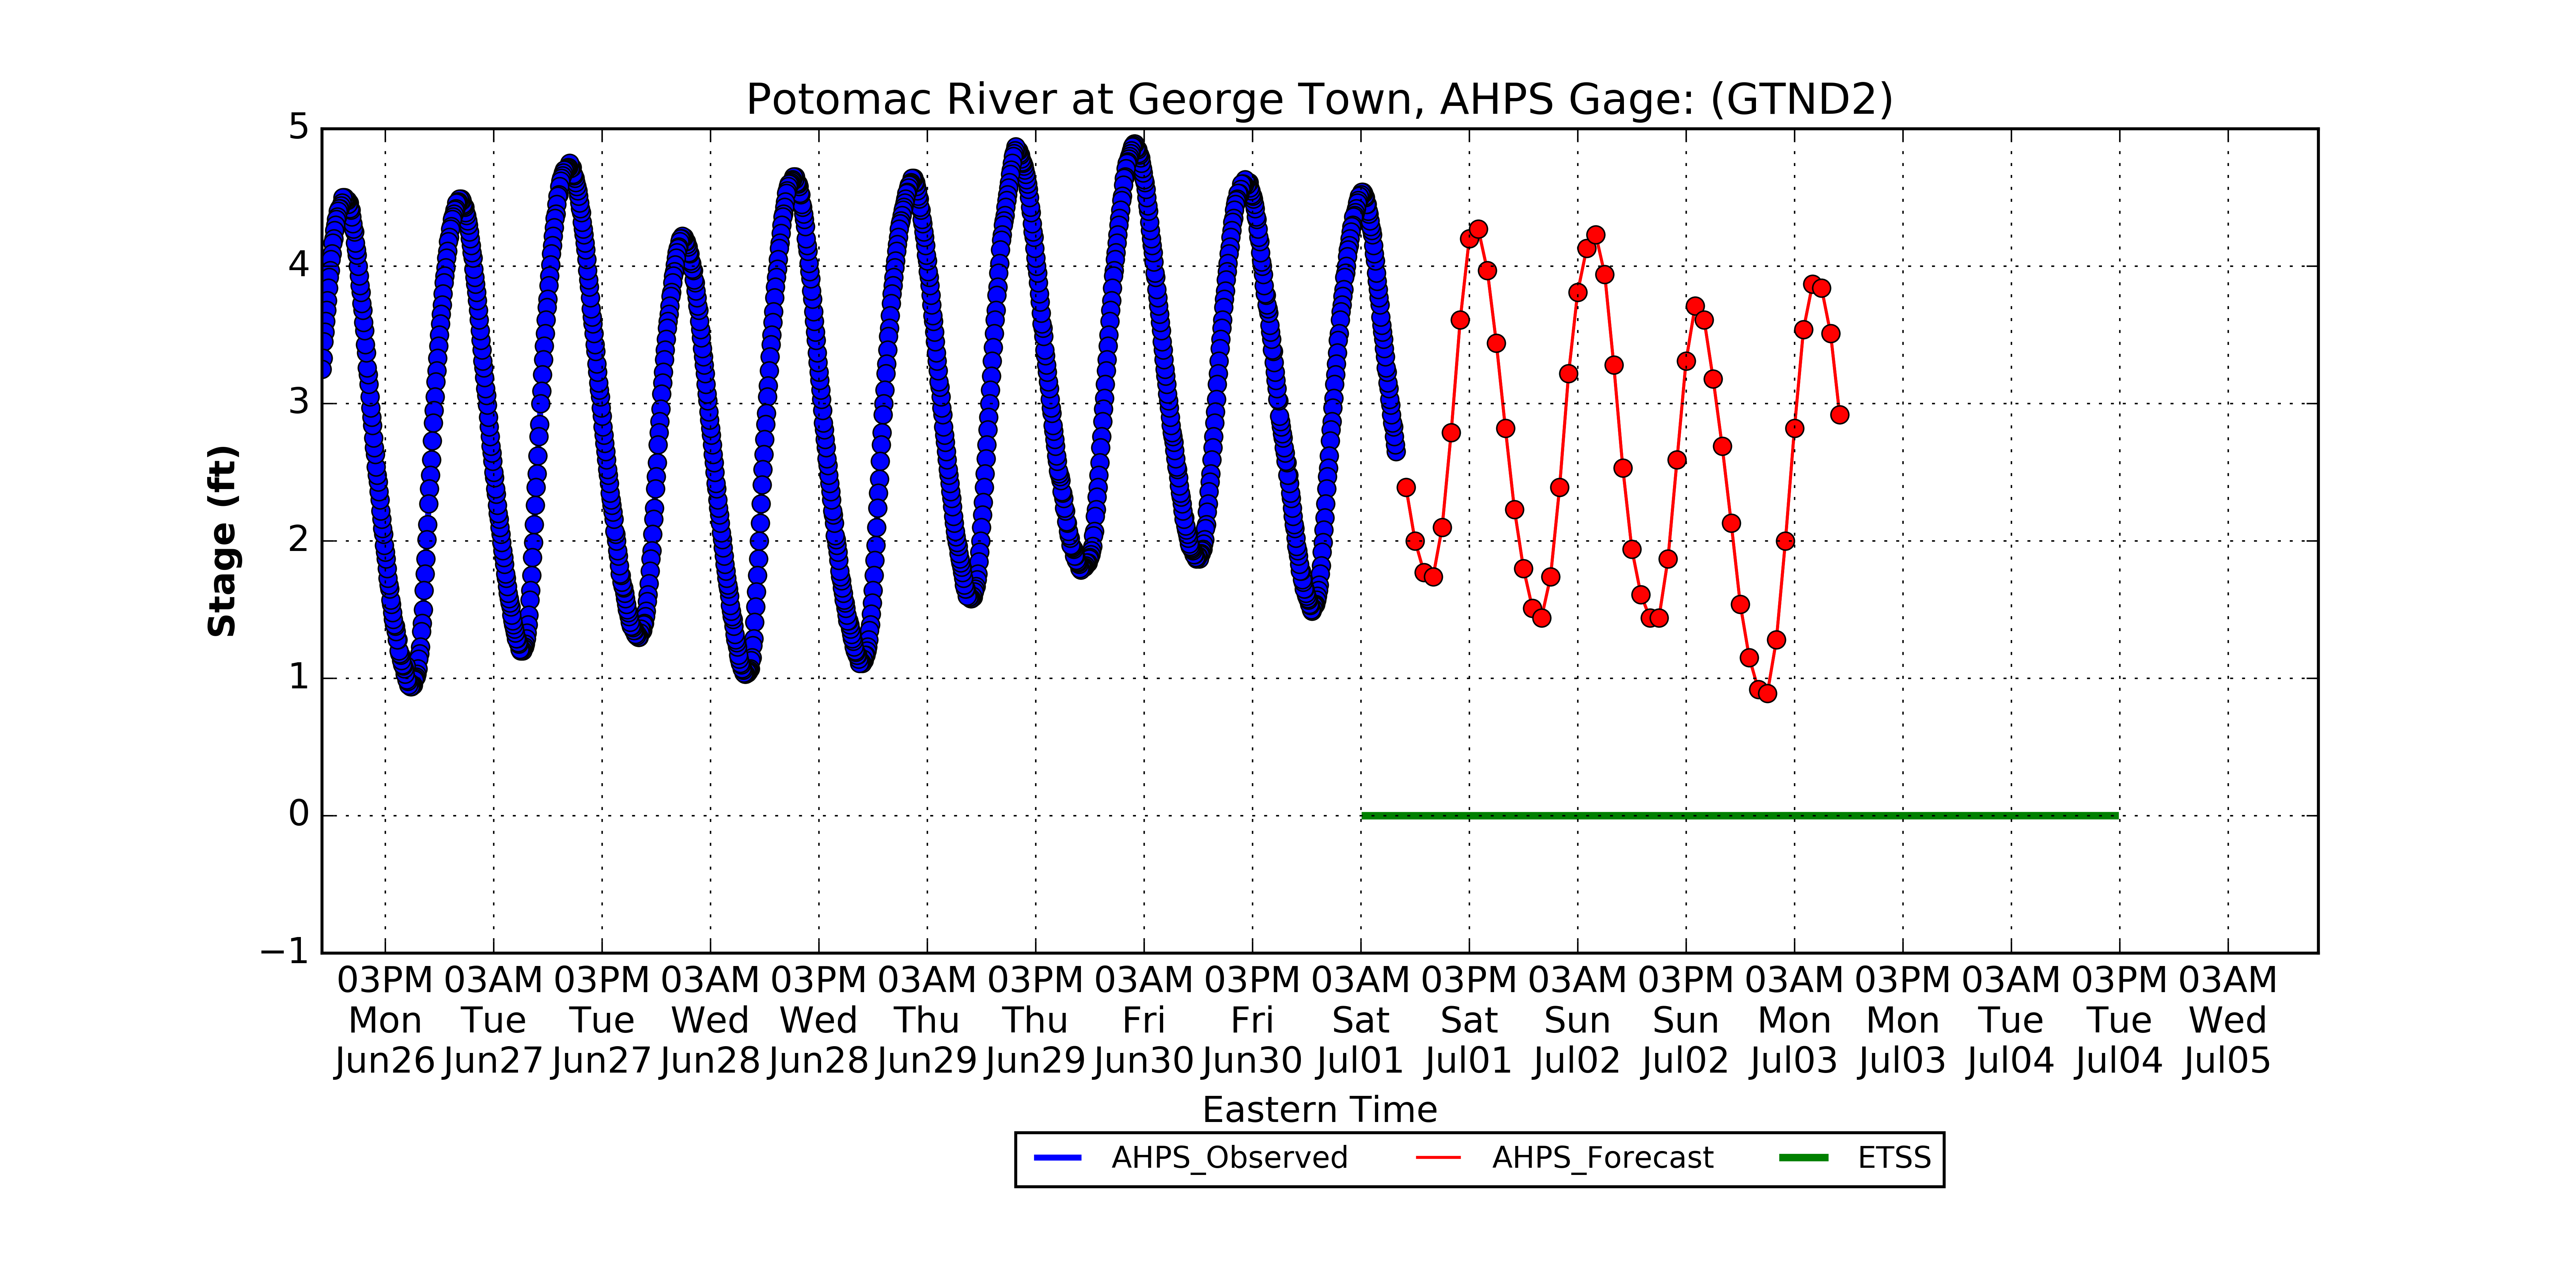 Potomac River at George Town, AHPS Gage: (GTND2)
Stage (ft)
5
4
3
2
1
0
−1
03PM 03AM 03PM 03AM 03PM 03AM 03PM 03AM 03PM 03AM 03PM 03AM 03PM 03AM 03PM 03AM 03PM 03AM
Mon Tue Tue Wed Wed Thu Thu Fri Fri Sat Sat Sun Sun Mon Mon Tue Tue Wed
Jun26 Jun27 Jun27 Jun28 Jun28 Jun29 Jun29 Jun30 Jun30 Jul01 Jul01 Jul02 Jul02 Jul03 Jul03 Jul04 Jul04 Jul05
Eastern Time
AHPS_Observed AHPS_Forecast ETSS